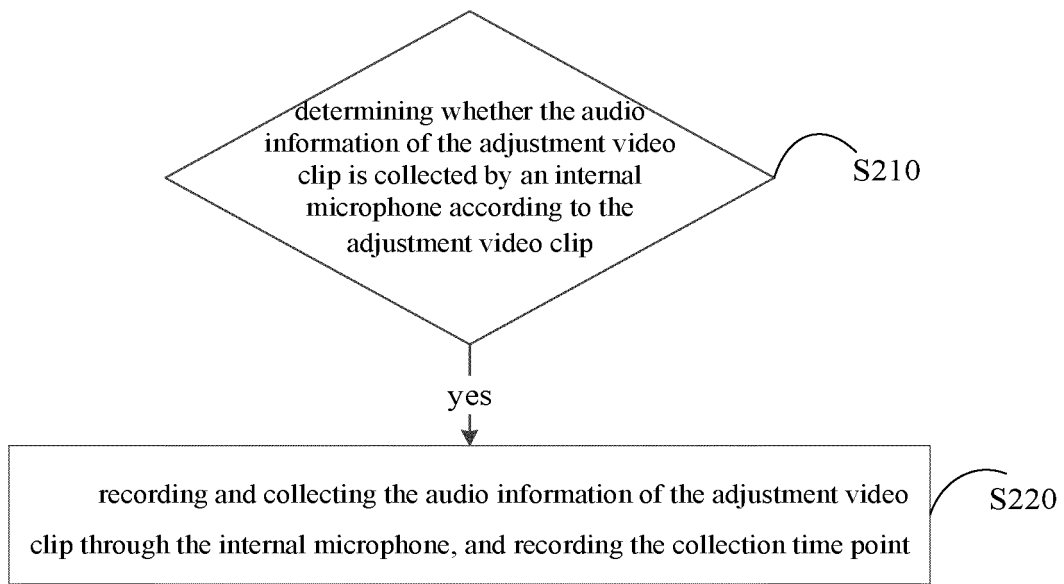 determining whether the audio
information of the adjustment video
clip is collected by an internal
microphone according to the
adjustment video clip
S210
yes
recording and collecting the audio information of the adjustment video
clip through the internal microphone, and recording the collection time point
S220